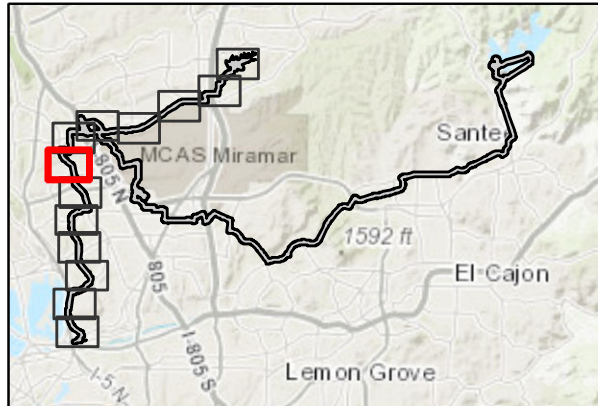 Sante
MCAS Miramar
-805 N
1592 ft
805
El Cajon
I-805 S
I-5 N
Lemon Grove